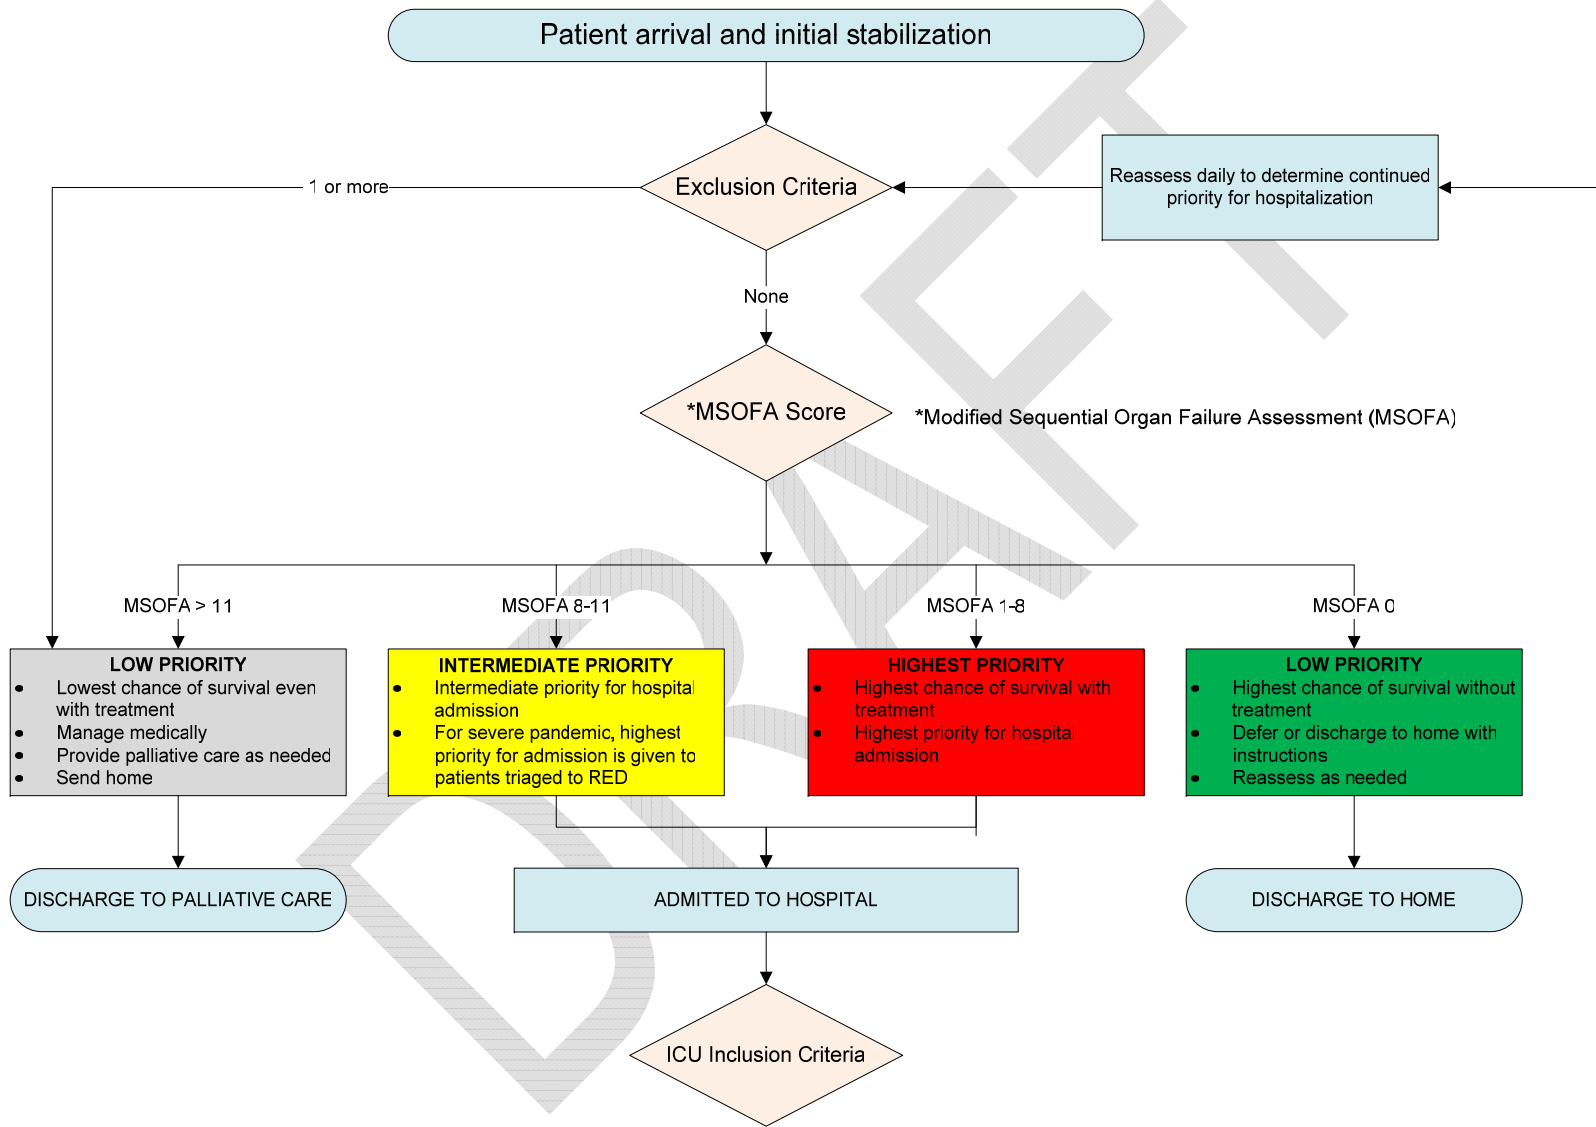 Patient arrival and initial stabilization
Exclusion Criteria
Reassess daily to determine continued
priority for hospitalization
1 or more
None
*MSOFA Score
*Modified Sequential Organ Failure Assessment (MSOFA)
MSOFA > 11
MSOFA 8-11
MSOFA 1-8
MSOFA 0
LOW PRIORITY
• Lowest chance of survival even
with treatment
• Manage medically
• Provide palliative care as needed
• Send home
INTERMEDIATE PRIORITY
• Intermediate priority for hospital
admission
• For severe pandemic, highest
priority for admission is given to
patients triaged to RED
HIGHEST PRIORITY
• Highest chance of survival with
treatment
• Highest priority for hospital
admission
LOW PRIORITY
• Highest chance of survival without
treatment
• Defer or discharge to home with
instructions
• Reassess as needed
DISCHARGE TO PALLIATIVE CARE
ADMITTED TO HOSPITAL
DISCHARGE TO HOME
ICU Inclusion Criteria
DRAFT